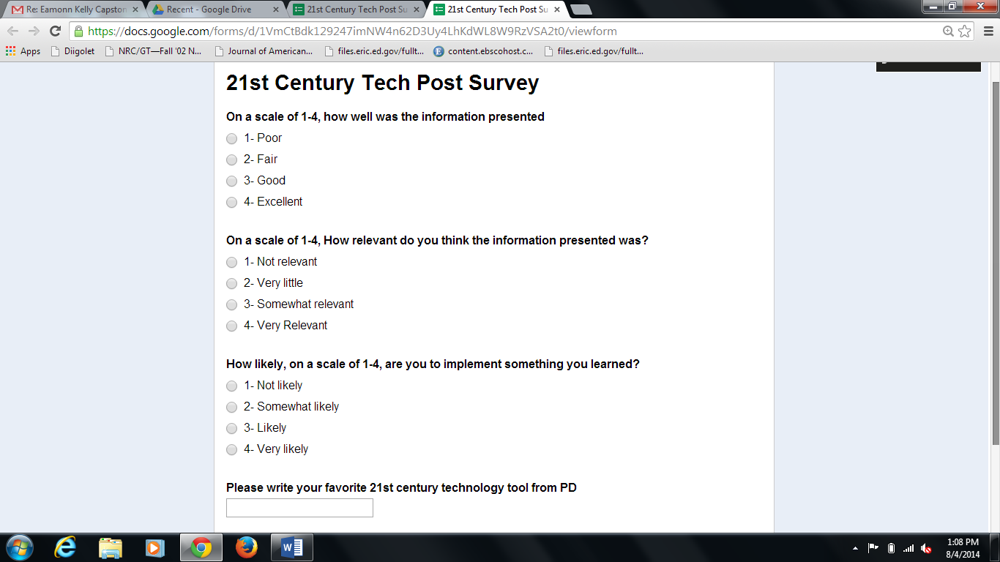 Re: Eamonn Kelly Capston
Recent - Google Drive
21st Century Tech Post Su
21st Century Tech Post Su
https://docs.google.com/forms/d/1VmCtBdk129247imNW4n62D3Uy4LhKdWL8W9RzVSA2t0/viewform
Apps
Diigolet
NRC/GT—Fall '02 N...
Journal of American...
files.eric.ed.gov/fullt...
content.ebscohost.c...
files.eric.ed.gov/fullt...
21st Century Tech Post Survey
On a scale of 1-4, how well was the information presented
1- Poor
2- Fair
3- Good
4- Excellent
On a scale of 1-4, How relevant do you think the information presented was?
1- Not relevant
2- Very little
3- Somewhat relevant
4- Very Relevant
How likely, on a scale of 1-4, are you to implement something you learned?
1- Not likely
2- Somewhat likely
3- Likely
4- Very likely
Please write your favorite 21st century technology tool from PD
1:08 PM
8/4/2014